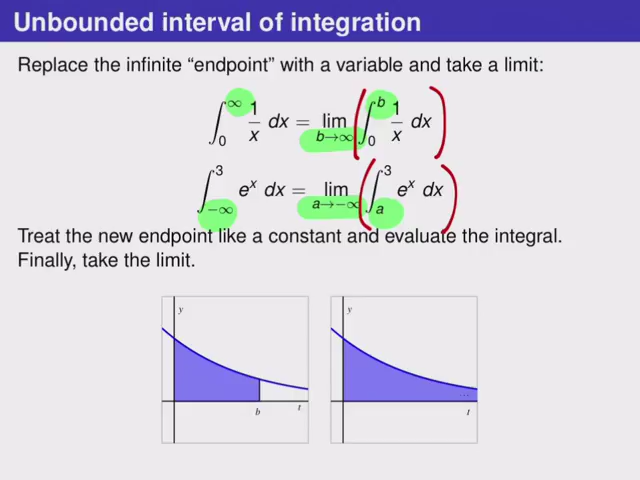 Unbounded interval of integration
Replace the infinite “endpoint” with a variable and take a limit:
∫₀^∞ 1/x dx = lim_{b→∞} ( ∫₀^b 1/x dx )
∫_{−∞}^3 e^x dx = lim_{a→−∞} ( ∫_a^3 e^x dx )
Treat the new endpoint like a constant and evaluate the integral.
Finally, take the limit.
y
b
t
y
...
t